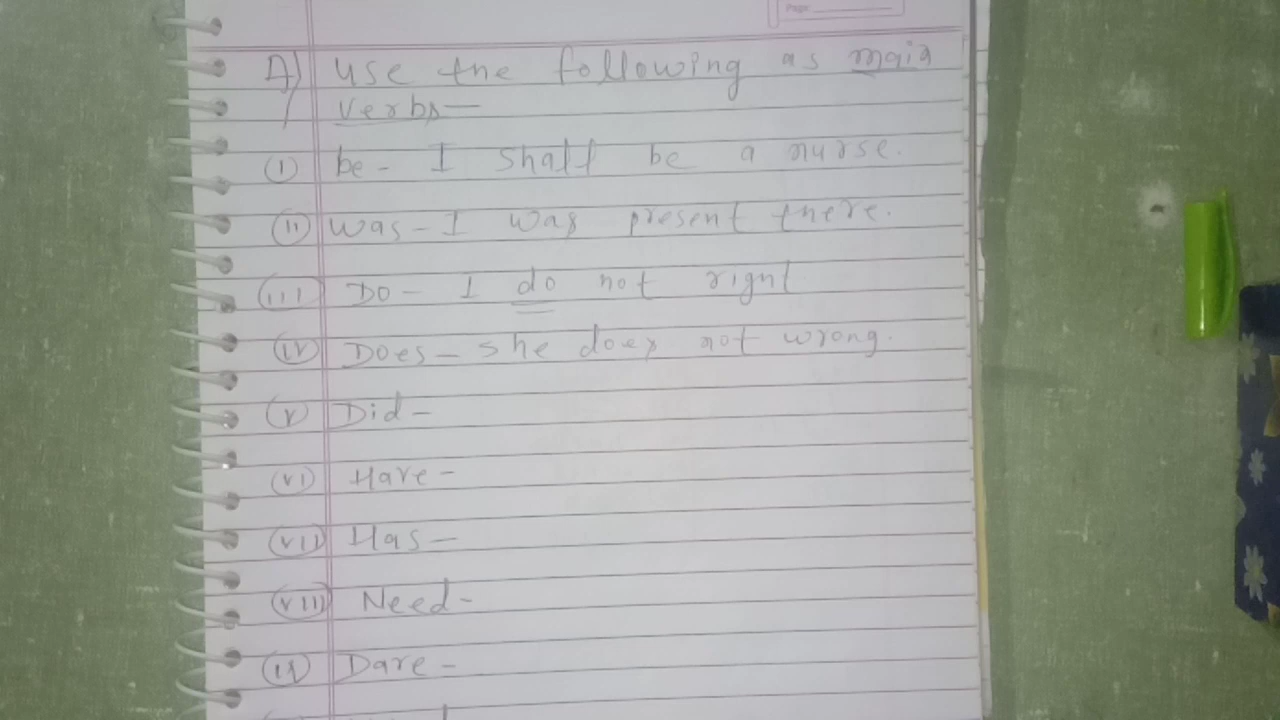 Page
A) Use the following as main
verbs—
(i) be - I shall be a nurse.
(ii) was - I was present there.
(iii) Do - I do not right
(iv) Does - she does not wrong.
(v) Did -
(vi) Have -
(vii) Has -
(viii) Need -
(ix) Dare -